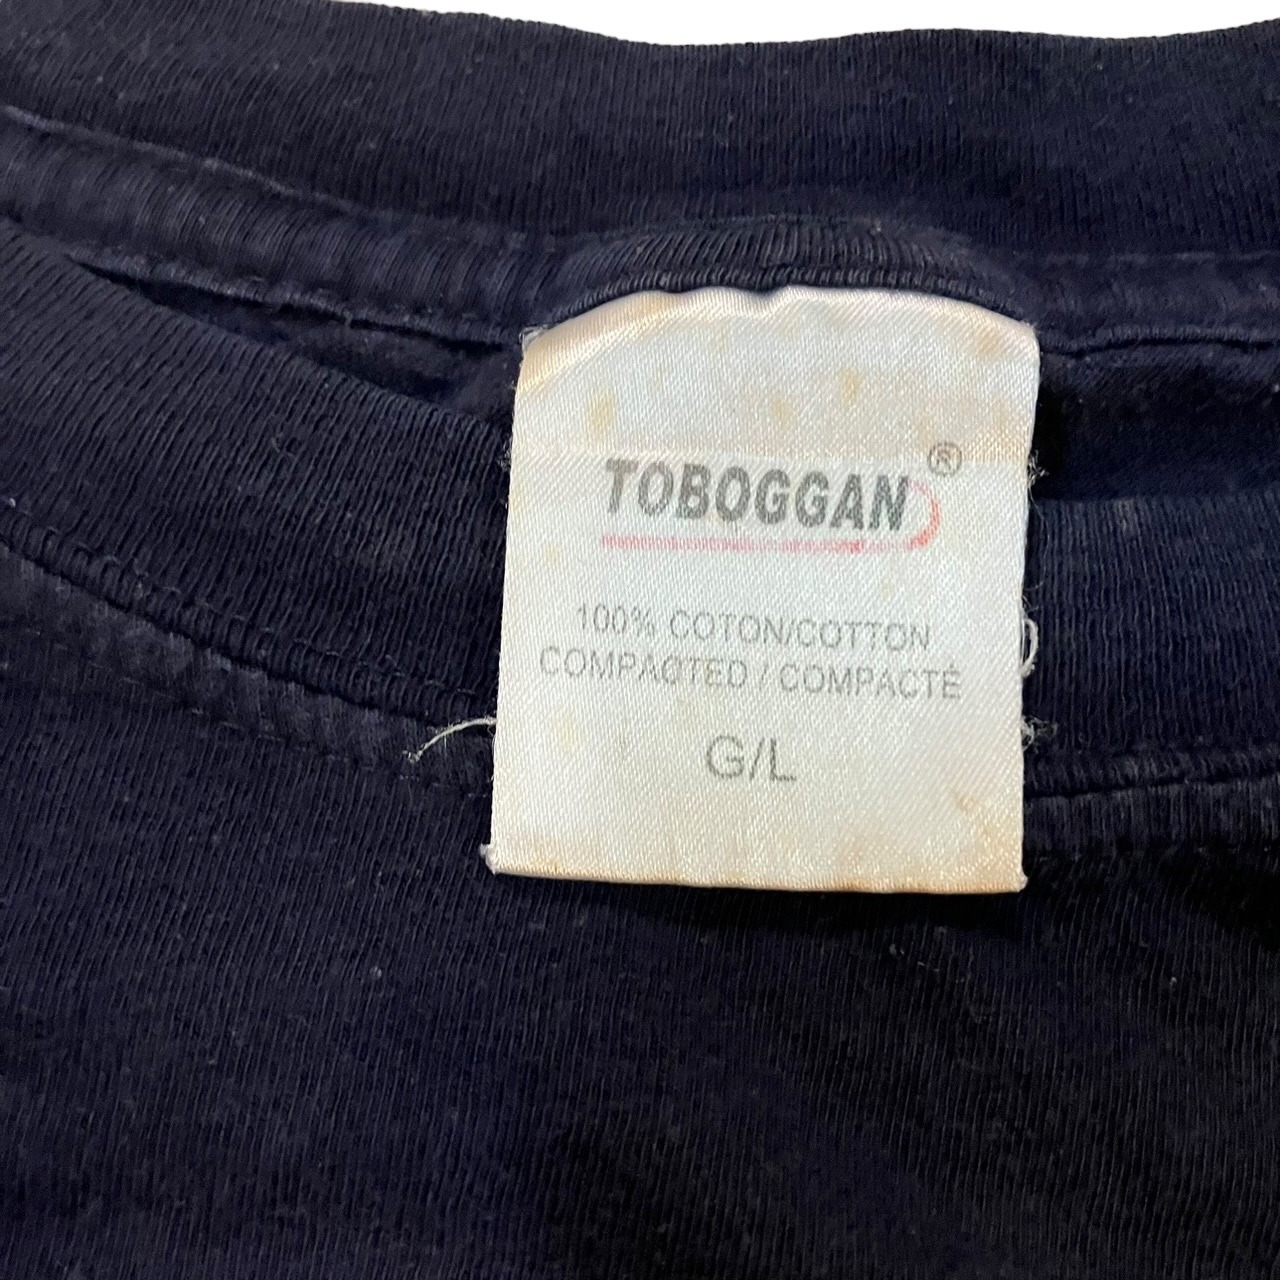 TOBOGGAN®
100% COTON/COTTON
COMPACTED / COMPACTÉ
G/L